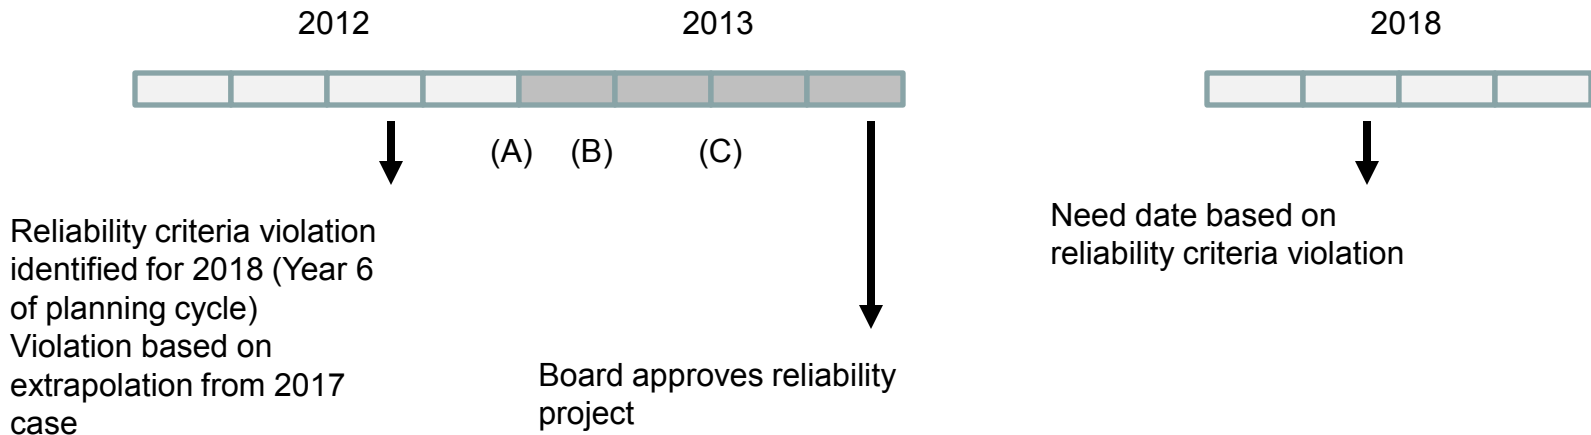 2012
2013
2018
(A)
(B)
(C)
Reliability criteria violation
identified for 2018 (Year 6
of planning cycle)
Violation based on
extrapolation from 2017
case
Board approves reliability
project
Need date based on
reliability criteria violation